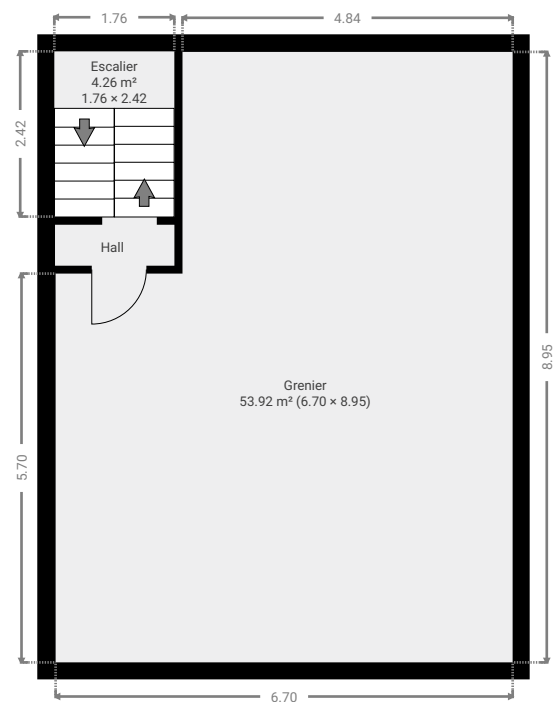 1.76
4.84
Escalier
4.26 m²
1.76 × 2.42
2.42
Hall
8.95
Grenier
53.92 m² (6.70 × 8.95)
5.70
6.70